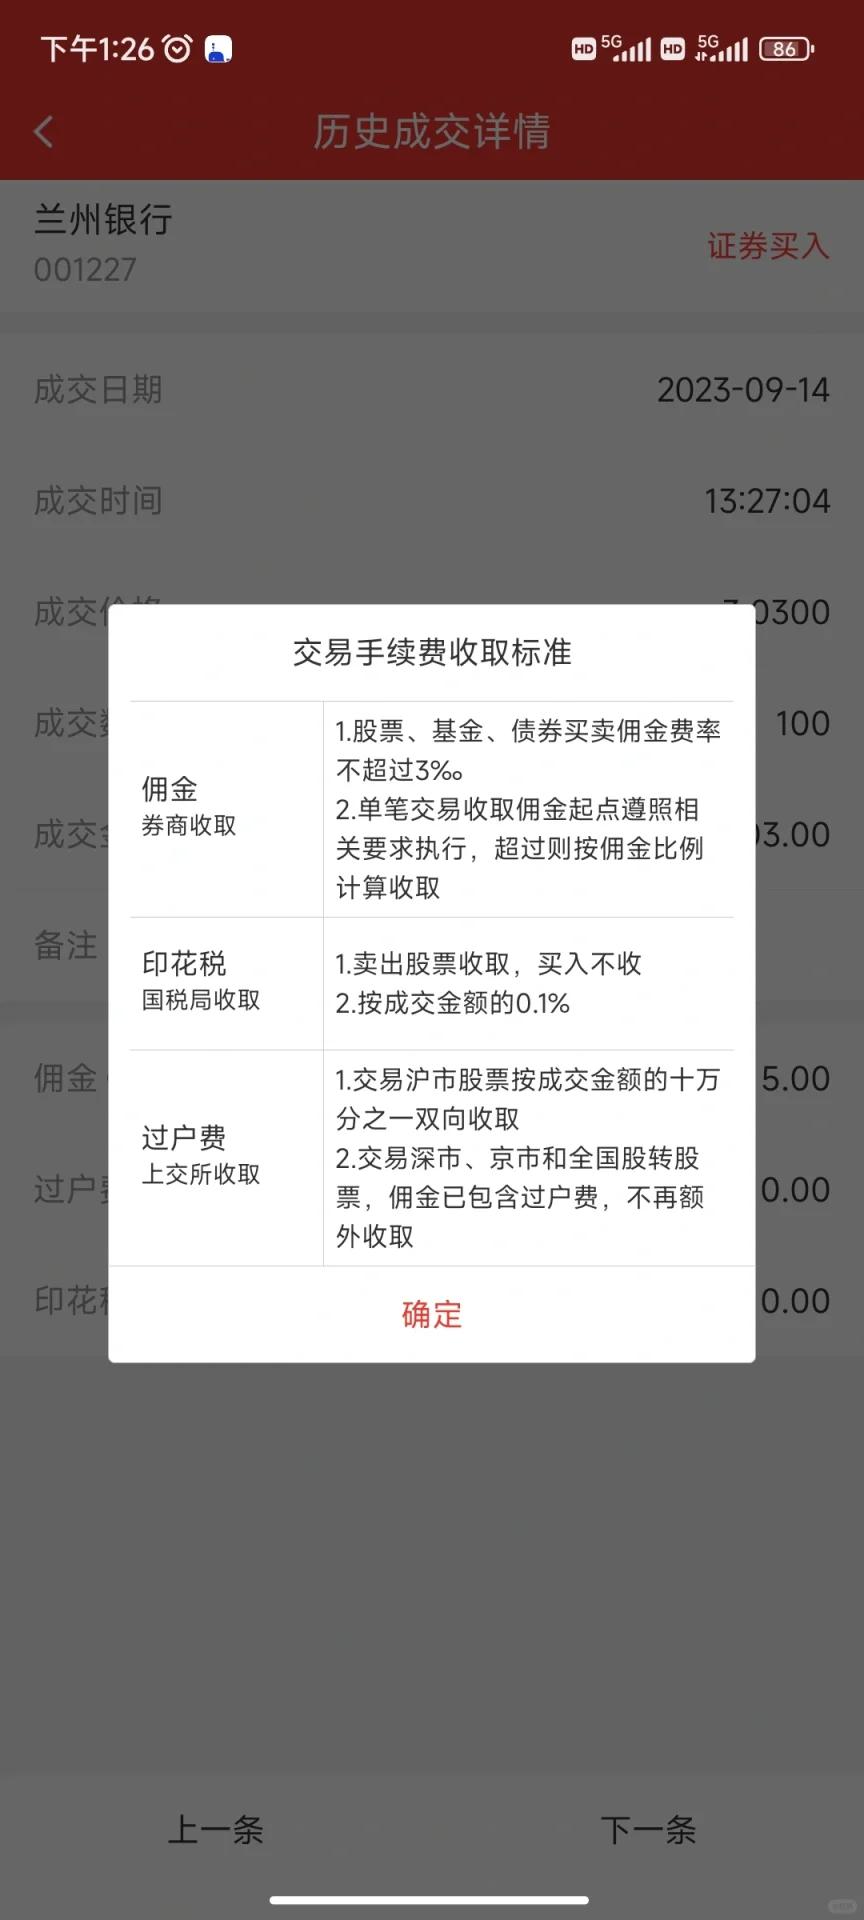 下午1:26
HD 5G HD 5G 86
历史成交详情
兰州银行
001227
证券买入
成交日期
2023-09-14
成交时间
13:27:04
成交价格
.0300
成交
100
成交
03.00
备注
交易手续费收取标准
佣金
券商收取
1.股票、基金、债券买卖佣金费率
不超过3‰。
2.单笔交易收取佣金起点遵照相
关要求执行，超过则按佣金比例
计算收取
印花税
国税局收取
1.卖出股票收取，买入不收
2.按成交金额的0.1%
过户费
上交所收取
1.交易沪市股票按成交金额的十万
分之一双向收取
2.交易深市、京市和全国股转股
票，佣金已包含过户费，不再额
外收取
确定
佣金
5.00
过户费
0.00
印花税
0.00
上一条
下一条